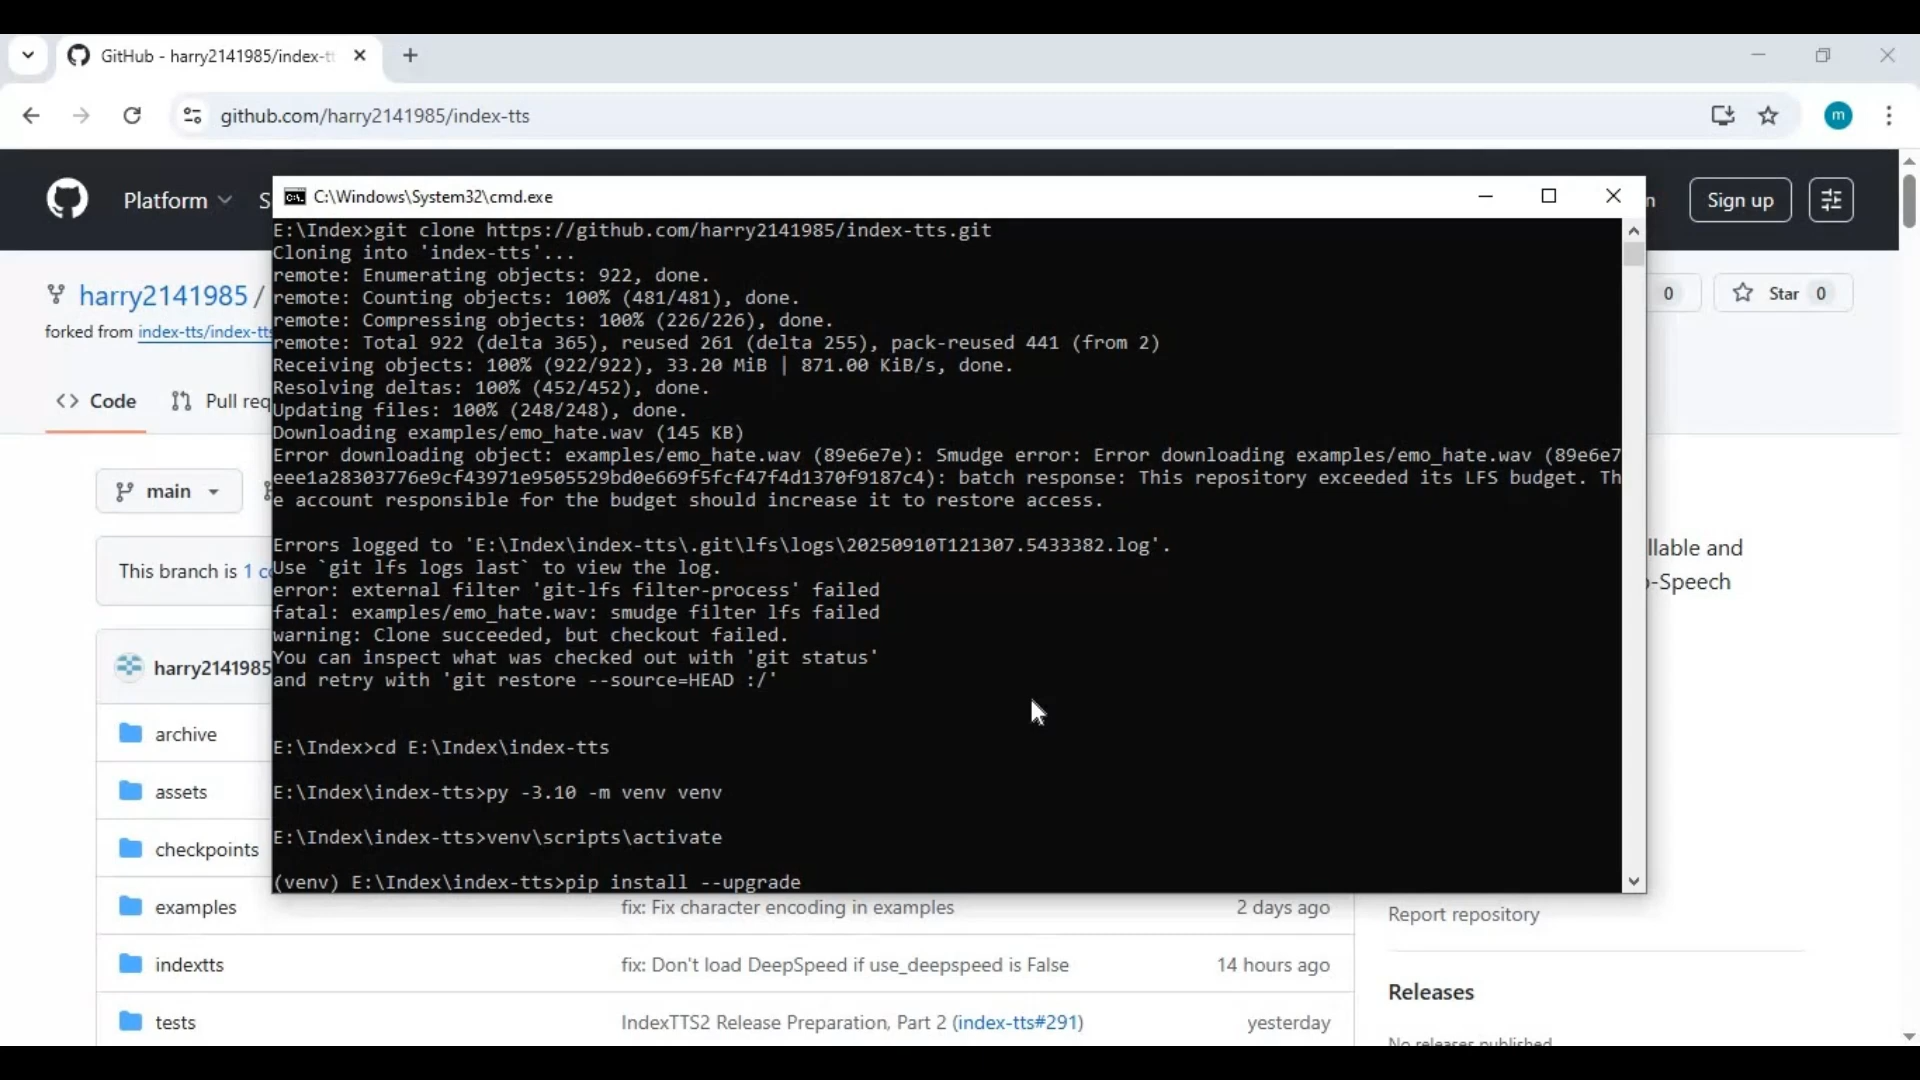 GitHub - harry2141985/index-tt
github.com/harry2141985/index-tts
m
Platform
S
n
Sign up
C:\Windows\System32\cmd.exe
harry2141985 /
forked from index-tts/index-tts
0
Star 0
Code
Pull req
main
This branch is 1 co
llable and
o-Speech
harry2141985
E:\Index>git clone https://github.com/harry2141985/index-tts.git
Cloning into 'index-tts'...
remote: Enumerating objects: 922, done.
remote: Counting objects: 100% (481/481), done.
remote: Compressing objects: 100% (226/226), done.
remote: Total 922 (delta 365), reused 261 (delta 255), pack-reused 441 (from 2)
Receiving objects: 100% (922/922), 33.20 MiB | 871.00 KiB/s, done.
Resolving deltas: 100% (452/452), done.
Updating files: 100% (248/248), done.
Downloading examples/emo_hate.wav (145 KB)
Error downloading object: examples/emo_hate.wav (89e6e7e): Smudge error: Error downloading examples/emo_hate.wav (89e6e7
eee1a28303776e9cf43971e9505529bd0e669f5fcf47f4d1370f9187c4): batch response: This repository exceeded its LFS budget. Th
e account responsible for the budget should increase it to restore access.
Errors logged to 'E:\Index\index-tts\.git\lfs\logs\20250910T121307.5433382.log'.
Use `git lfs logs last` to view the log.
error: external filter 'git-lfs filter-process' failed
fatal: examples/emo_hate.wav: smudge filter lfs failed
warning: Clone succeeded, but checkout failed.
You can inspect what was checked out with 'git status'
and retry with 'git restore --source=HEAD :/'
E:\Index>cd E:\Index\index-tts
E:\Index\index-tts>py -3.10 -m venv venv
E:\Index\index-tts>venv\scripts\activate
(venv) E:\Index\index-tts>pip install --upgrade
archive
assets
checkpoints
examples
fix: Fix character encoding in examples
2 days ago
indextts
fix: Don't load DeepSpeed if use_deepspeed is False
14 hours ago
tests
IndexTTS2 Release Preparation, Part 2 (index-tts#291)
yesterday
Report repository
Releases
No releases published